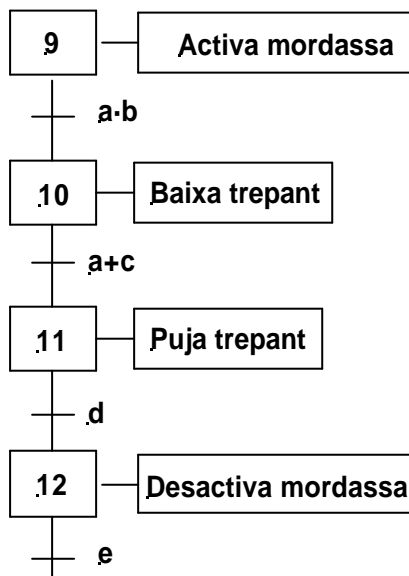 9 Activa mordassa
a·b
10 Baixa trepant
a+c
11 Puja trepant
d
12 Desactiva mordassa
e